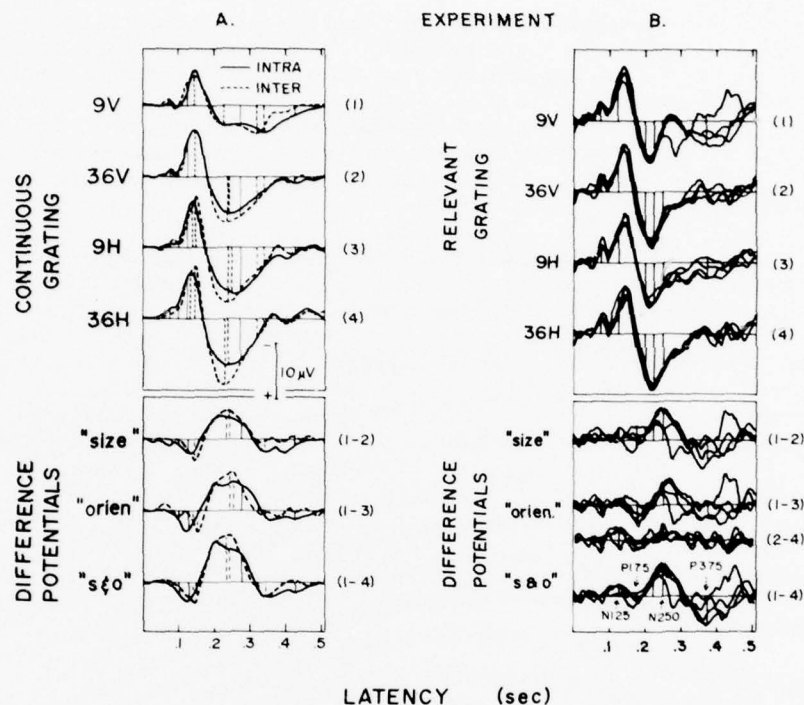 A. EXPERIMENT B.
INTRA
INTER
CONTINUOUS
GRATING
9V (1)
36V (2)
9H (3)
36H (4)
- 10 μV +
DIFFERENCE
POTENTIALS
"size" (1-2)
"orien" (1-3)
"s&o" (1-4)
.1 .2 .3 .4 .5
RELEVANT
GRATING
9V (1)
36V (2)
9H (3)
36H (4)
DIFFERENCE
POTENTIALS
"size" (1-2)
"orien." (1-3)
(2-4)
"s&o" (1-4)
P175 P375
N125 N250
.1 .2 .3 .4 .5
LATENCY (sec)